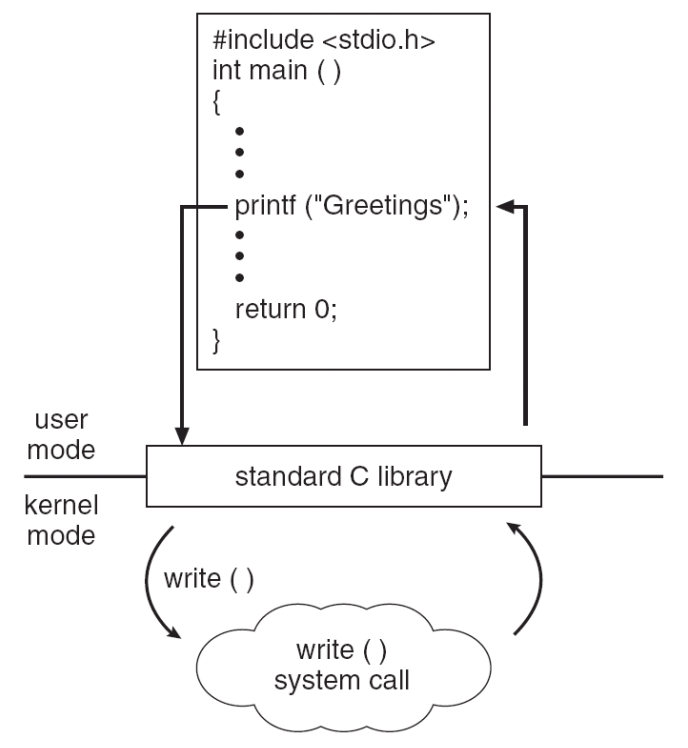 #include <stdio.h>
int main ( )
{
•
•
•
printf ("Greetings");
•
•
•
return 0;
}
user
mode
standard C library
kernel
mode
write ( )
write ( )
system call